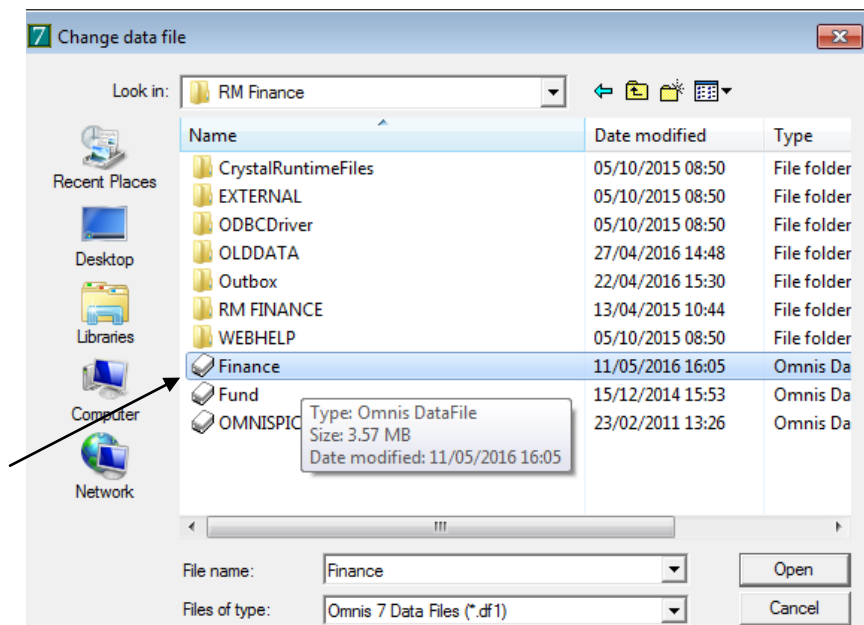 7 Change data file
Look in: RM Finance
Name Date modified Type
CrystalRuntimeFiles 05/10/2015 08:50 File folder
EXTERNAL 05/10/2015 08:50 File folder
ODBCDriver 05/10/2015 08:50 File folder
OLDDATA 27/04/2016 14:48 File folder
Outbox 22/04/2016 15:30 File folder
RM FINANCE 13/04/2015 10:44 File folder
WEBHELP 05/10/2015 08:50 File folder
Finance 11/05/2016 16:05 Omnis Da
Fund 15/12/2014 15:53 Omnis Da
OMNISPIC 23/02/2011 13:26 Omnis Da
Type: Omnis DataFile
Size: 3.57 MB
Date modified: 11/05/2016 16:05
Recent Places
Desktop
Libraries
Computer
Network
File name: Finance Open
Files of type: Omnis 7 Data Files (*.df1) Cancel